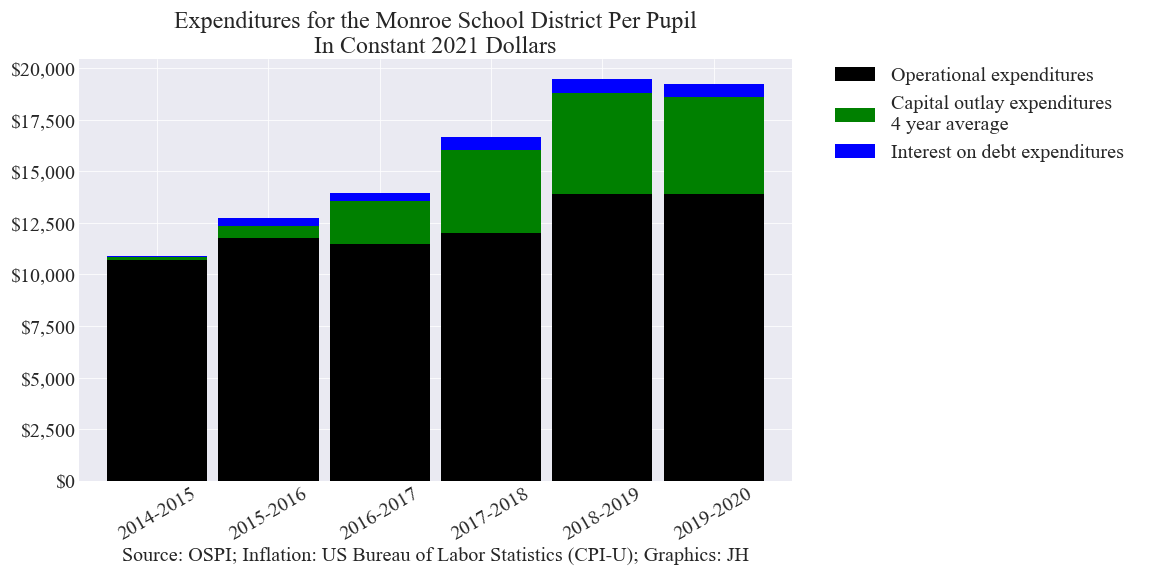 Expenditures for the Monroe School District Per Pupil
In Constant 2021 Dollars
$20,000
$17,500
$15,000
$12,500
$10,000
$7,500
$5,000
$2,500
$0
2014-2015
2015-2016
2016-2017
2017-2018
2018-2019
2019-2020
Source: OSPI; Inflation: US Bureau of Labor Statistics (CPI-U); Graphics: JH
Operational expenditures
Capital outlay expenditures
4 year average
Interest on debt expenditures